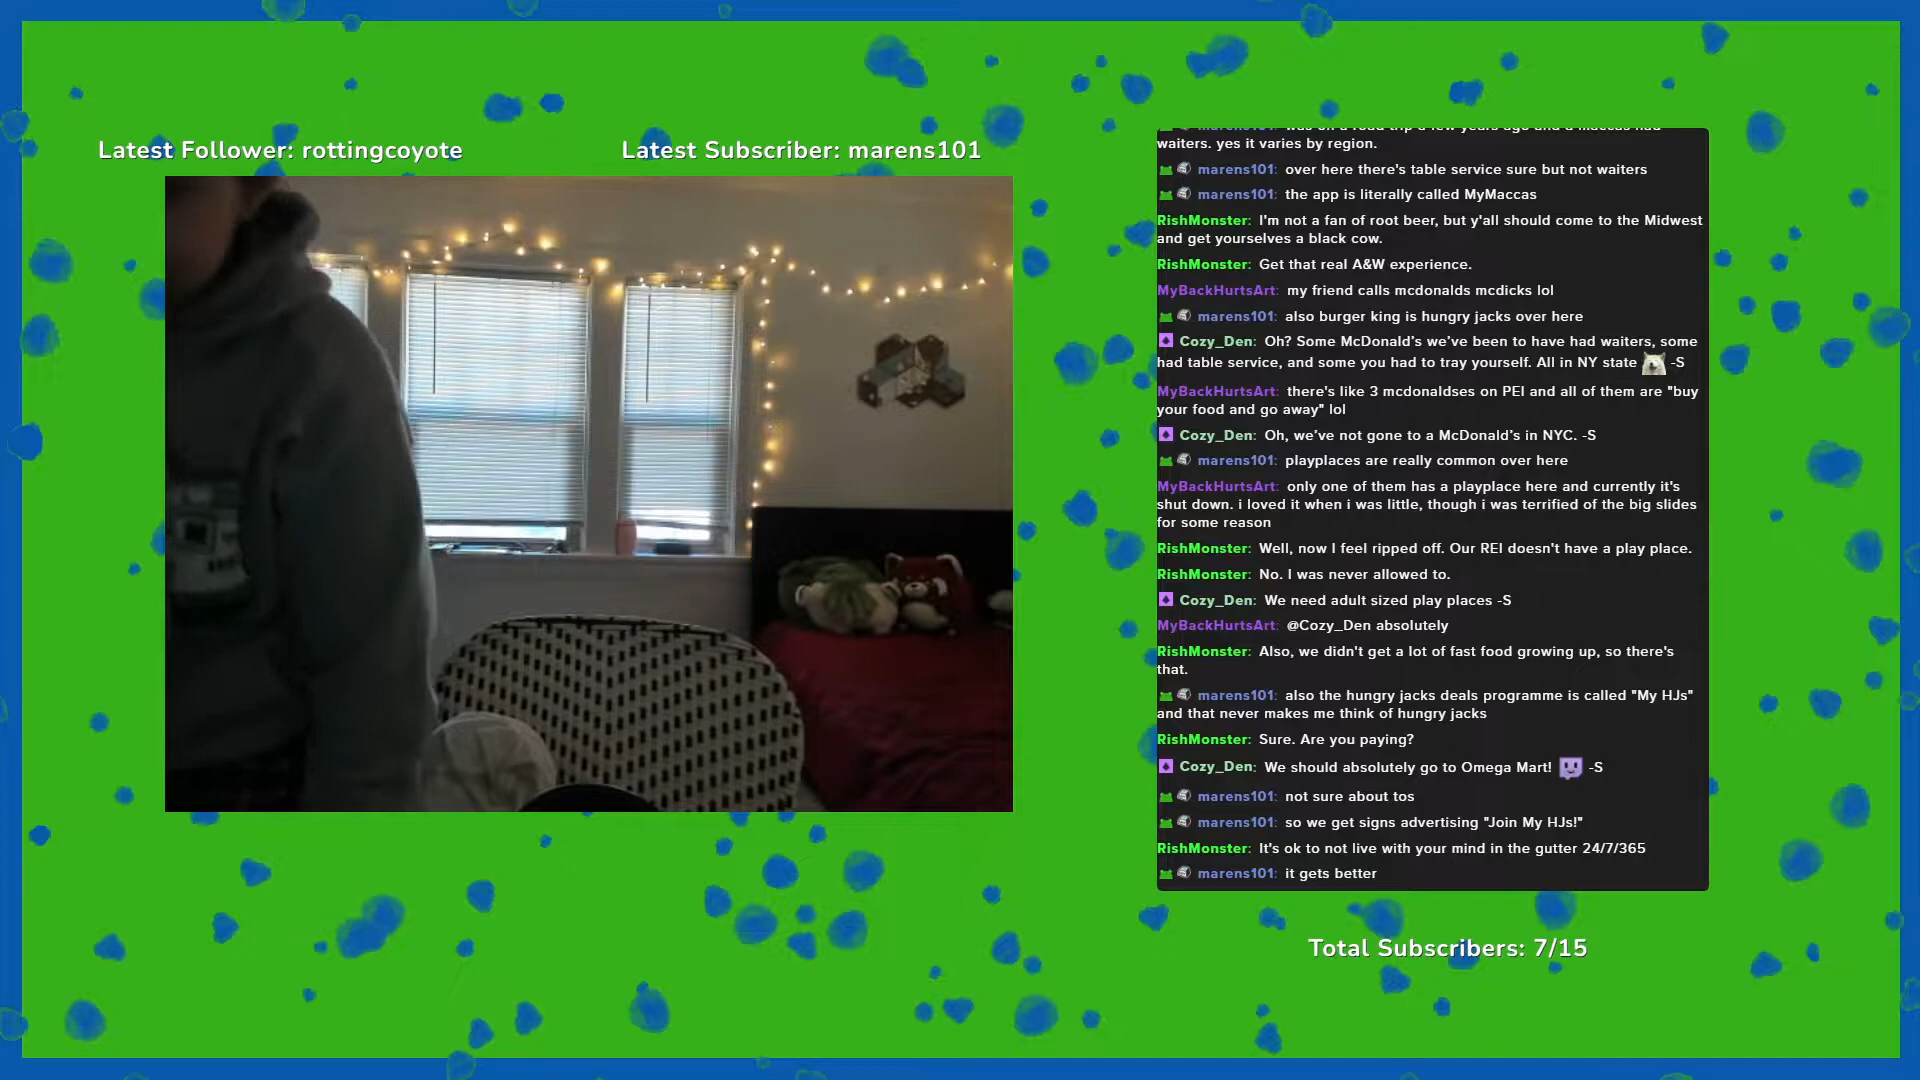 Latest Follower: rottingcoyote
Latest Subscriber: marens101
marens101: was on a road trip a few years ago and a maccas had
waiters. yes it varies by region.
marens101: over here there's table service sure but not waiters
marens101: the app is literally called MyMaccas
RishMonster: I'm not a fan of root beer, but y'all should come to the Midwest
and get yourselves a black cow.
RishMonster: Get that real A&W experience.
MyBackHurtsArt: my friend calls mcdonalds mcdicks lol
marens101: also burger king is hungry jacks over here
Cozy_Den: Oh? Some McDonald's we've been to have had waiters, some
had table service, and some you had to tray yourself. All in NY state -S
MyBackHurtsArt: there's like 3 mcdonaldses on PEI and all of them are "buy
your food and go away" lol
Cozy_Den: Oh, we've not gone to a McDonald's in NYC. -S
marens101: playplaces are really common over here
MyBackHurtsArt: only one of them has a playplace here and currently it's
shut down. i loved it when i was little, though i was terrified of the big slides
for some reason
RishMonster: Well, now I feel ripped off. Our REI doesn't have a play place.
RishMonster: No. I was never allowed to.
Cozy_Den: We need adult sized play places -S
MyBackHurtsArt: @Cozy_Den absolutely
RishMonster: Also, we didn't get a lot of fast food growing up, so there's
that.
marens101: also the hungry jacks deals programme is called "My HJs"
and that never makes me think of hungry jacks
RishMonster: Sure. Are you paying?
Cozy_Den: We should absolutely go to Omega Mart! -S
marens101: not sure about tos
marens101: so we get signs advertising "Join My HJs!"
RishMonster: It's ok to not live with your mind in the gutter 24/7/365
marens101: it gets better
Total Subscribers: 7/15